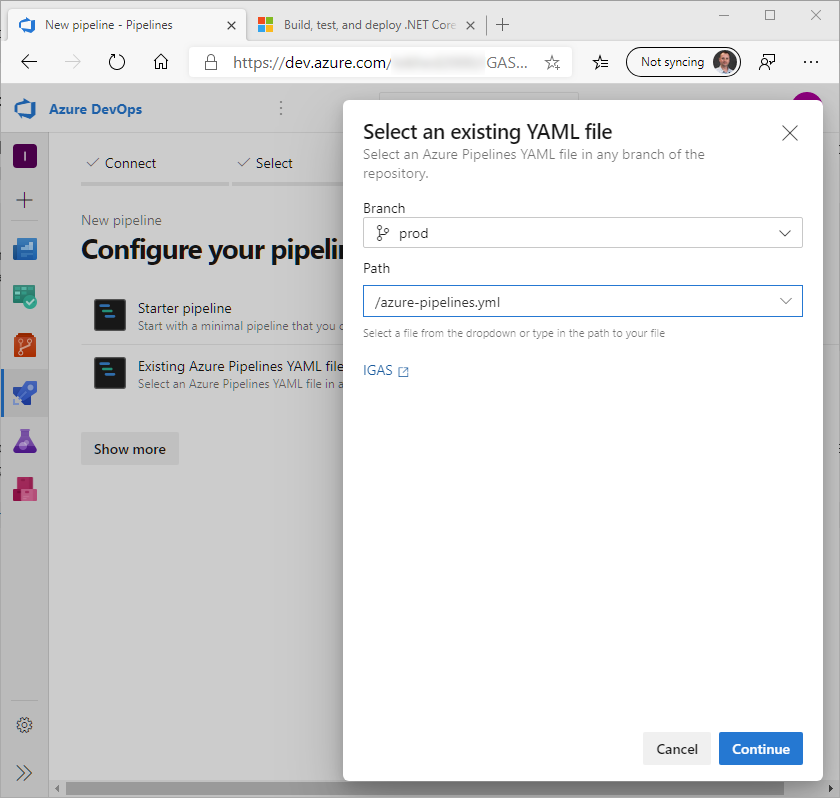 New pipeline - Pipelines
Build, test, and deploy .NET Core
https://dev.azure.com/ GAS...
Not syncing
Azure DevOps
I
Connect
Select
New pipeline
Configure your pipelin
Starter pipeline
Start with a minimal pipeline that you c
Existing Azure Pipelines YAML file
Select an Azure Pipelines YAML file in a
Show more
Select an existing YAML file
Select an Azure Pipelines YAML file in any branch of the
repository.
Branch
prod
Path
/azure-pipelines.yml
Select a file from the dropdown or type in the path to your file
IGAS
Cancel
Continue